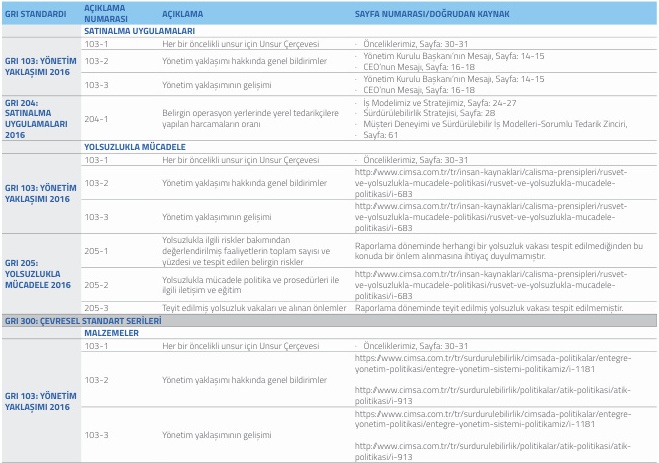 GRI STANDARDI AÇIKLAMA NUMARASI AÇIKLAMA SAYFA NUMARASI/DOĞRUDAN KAYNAK
SATINALMA UYGULAMALARI
GRI 103: YÖNETİM YAKLAŞIMI 2016
103-1 Her bir öncelikli unsur için Unsur Çerçevesi · Önceliklerimiz, Sayfa: 30-31
103-2 Yönetim yaklaşımı hakkında genel bildirimler · Yönetim Kurulu Başkanı'nın Mesajı, Sayfa: 14-15
· CEO'nun Mesajı, Sayfa: 16-18
103-3 Yönetim yaklaşımının gelişimi · Yönetim Kurulu Başkanı'nın Mesajı, Sayfa: 14-15
· CEO'nun Mesajı, Sayfa: 16-18
GRI 204:
SATINALMA
UYGULAMALARI
2016
204-1 Belirgin operasyon yerlerinde yerel tedarikçilere
yapılan harcamaların oranı
· İş Modelimiz ve Stratejimiz, Sayfa: 24-27
· Sürdürülebilirlik Stratejisi, Sayfa: 28
· Müşteri Deneyimi ve Sürdürülebilir İş Modelleri-Sorumlu Tedarik Zinciri,
· Sayfa: 61
YOLSUZLUKLA MÜCADELE
GRI 103: YÖNETİM
YAKLAŞIMI 2016
103-1 Her bir öncelikli unsur için Unsur Çerçevesi · Önceliklerimiz, Sayfa: 30-31
103-2 Yönetim yaklaşımı hakkında genel bildirimler
http://www.cimsa.com.tr/tr/insan-kaynaklari/calisma-prensipleri/rusvet-
ve-yolsuzlukla-mucadele-politikasi/rusvet-ve-yolsuzlukla-mucadele-
politikasi/i-683
103-3 Yönetim yaklaşımının gelişimi
http://www.cimsa.com.tr/tr/insan-kaynaklari/calisma-prensipleri/rusvet-
ve-yolsuzlukla-mucadele-politikasi/rusvet-ve-yolsuzlukla-mucadele-
politikasi/i-683
GRI 205:
YOLSUZLUKLA
MÜCADELE 2016
205-1 Yolsuzlukla ilgili riskler bakımından
değerlendirilmiş faaliyetlerin toplam sayısı ve
yüzdesi ve tespit edilen belirgin riskler
Raporlama döneminde herhangi bir yolsuzluk vakası tespit edilmediğinden bu
konuda bir önlem alınmasına ihtiyaç duyulmamıştır.
205-2 Yolsuzlukla mücadele politika ve prosedürleri ile
ilgili iletişim ve eğitim
http://www.cimsa.com.tr/tr/insan-kaynaklari/calisma-prensipleri/rusvet-
ve-yolsuzlukla-mucadele-politikasi/rusvet-ve-yolsuzlukla-mucadele-
politikasi/i-683
205-3 Teyit edilmiş yolsuzluk vakaları ve alınan önlemler Raporlama döneminde teyit edilmiş yolsuzluk vakası tespit edilmemiştir.
GRI 300: ÇEVRESEL STANDART SERİLERİ
MALZEMELER
GRI 103: YÖNETİM
YAKLAŞIMI 2016
103-1 Her bir öncelikli unsur için Unsur Çerçevesi · Önceliklerimiz, Sayfa: 30-31
103-2 Yönetim yaklaşımı hakkında genel bildirimler
https://www.cimsa.com.tr/tr/surdurulebilirlik/cimsada-politikalar/entegre-
yonetim-politikasi/entegre-yonetim-sistemi-politikamiz/i-1181
http://www.cimsa.com.tr/tr/surdurulebilirlik/politikalar/atik-politikasi/atik-
politikasi/i-913
103-3 Yönetim yaklaşımının gelişimi
https://www.cimsa.com.tr/tr/surdurulebilirlik/cimsada-politikalar/entegre-
yonetim-politikasi/entegre-yonetim-sistemi-politikamiz/i-1181
http://www.cimsa.com.tr/tr/surdurulebilirlik/politikalar/atik-politikasi/atik-
politikasi/i-913